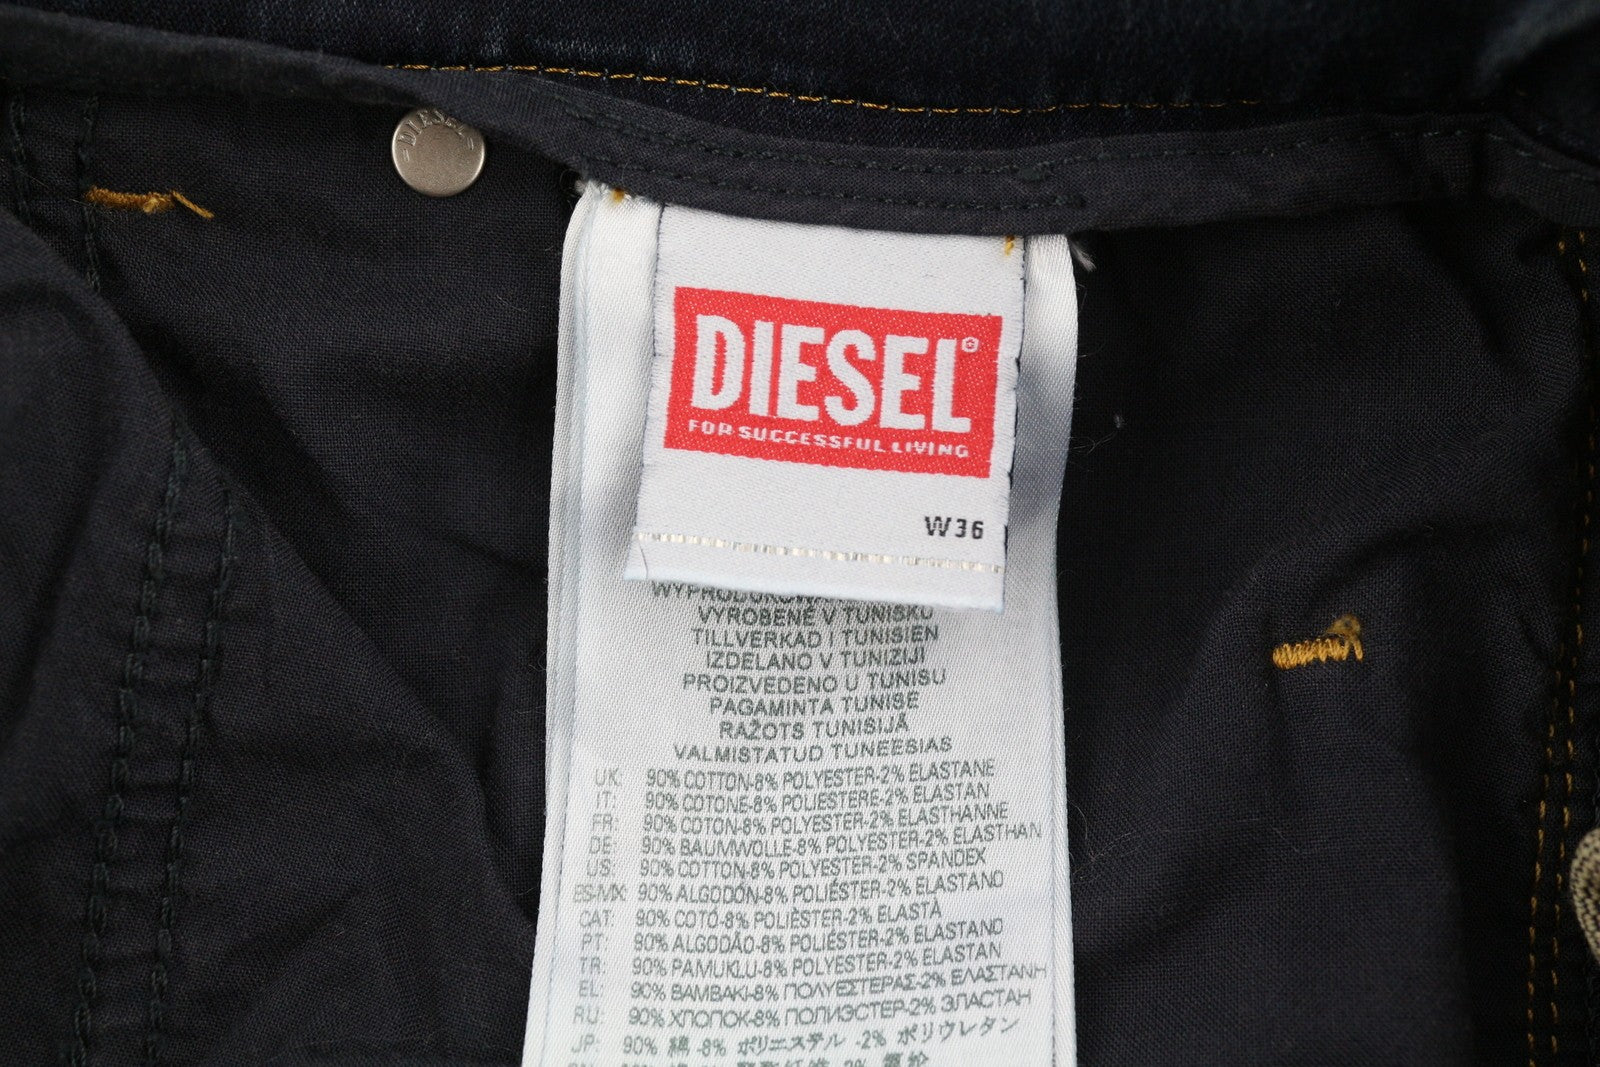 DIESEL
DIESEL
FOR SUCCESSFUL LIVING
W36
VYROBENÉ V TUNISKU
TILLVERKAD I TUNISIEN
IZDELANO V TUNIZIJI
PROIZVEDENO U TUNISU
PAGAMINTA TUNISE
RAŽOTS TUNISIJĀ
VALMISTATUD TUNEESIAS
UK: 90% COTTON-8% POLYESTER-2% ELASTANE
IT: 90% COTONE-8% POLIESTERE-2% ELASTAN
FR: 90% COTON-8% POLYESTER-2% ELASTHANNE
DE: 90% BAUMWOLLE-8% POLYESTER-2% ELASTHAN
US: 90% COTTON-8% POLYESTER-2% SPANDEX
ES-MX: 90% ALGODÓN-8% POLIÉSTER-2% ELASTANO
CAT: 90% COTÓ-8% POLIÈSTER-2% ELASTÀ
PT: 90% ALGODÃO-8% POLIÉSTER-2% ELASTANO
TR: 90% PAMUKLU-8% POLYESTER-2% ELASTAN
EL: 90% ΒΑΜΒΑΚΙ-8% ΠΟΛΥΕΣΤΕΡΑΣ-2% ΕΛΑΣΤΑΝΗ
RU: 90% ХЛОПОК-8% ПОЛИЭСТЕР-2% ЭЛАСТАН
JP: 90% 綿 -8% ポリエステル -2% ポリウレタン